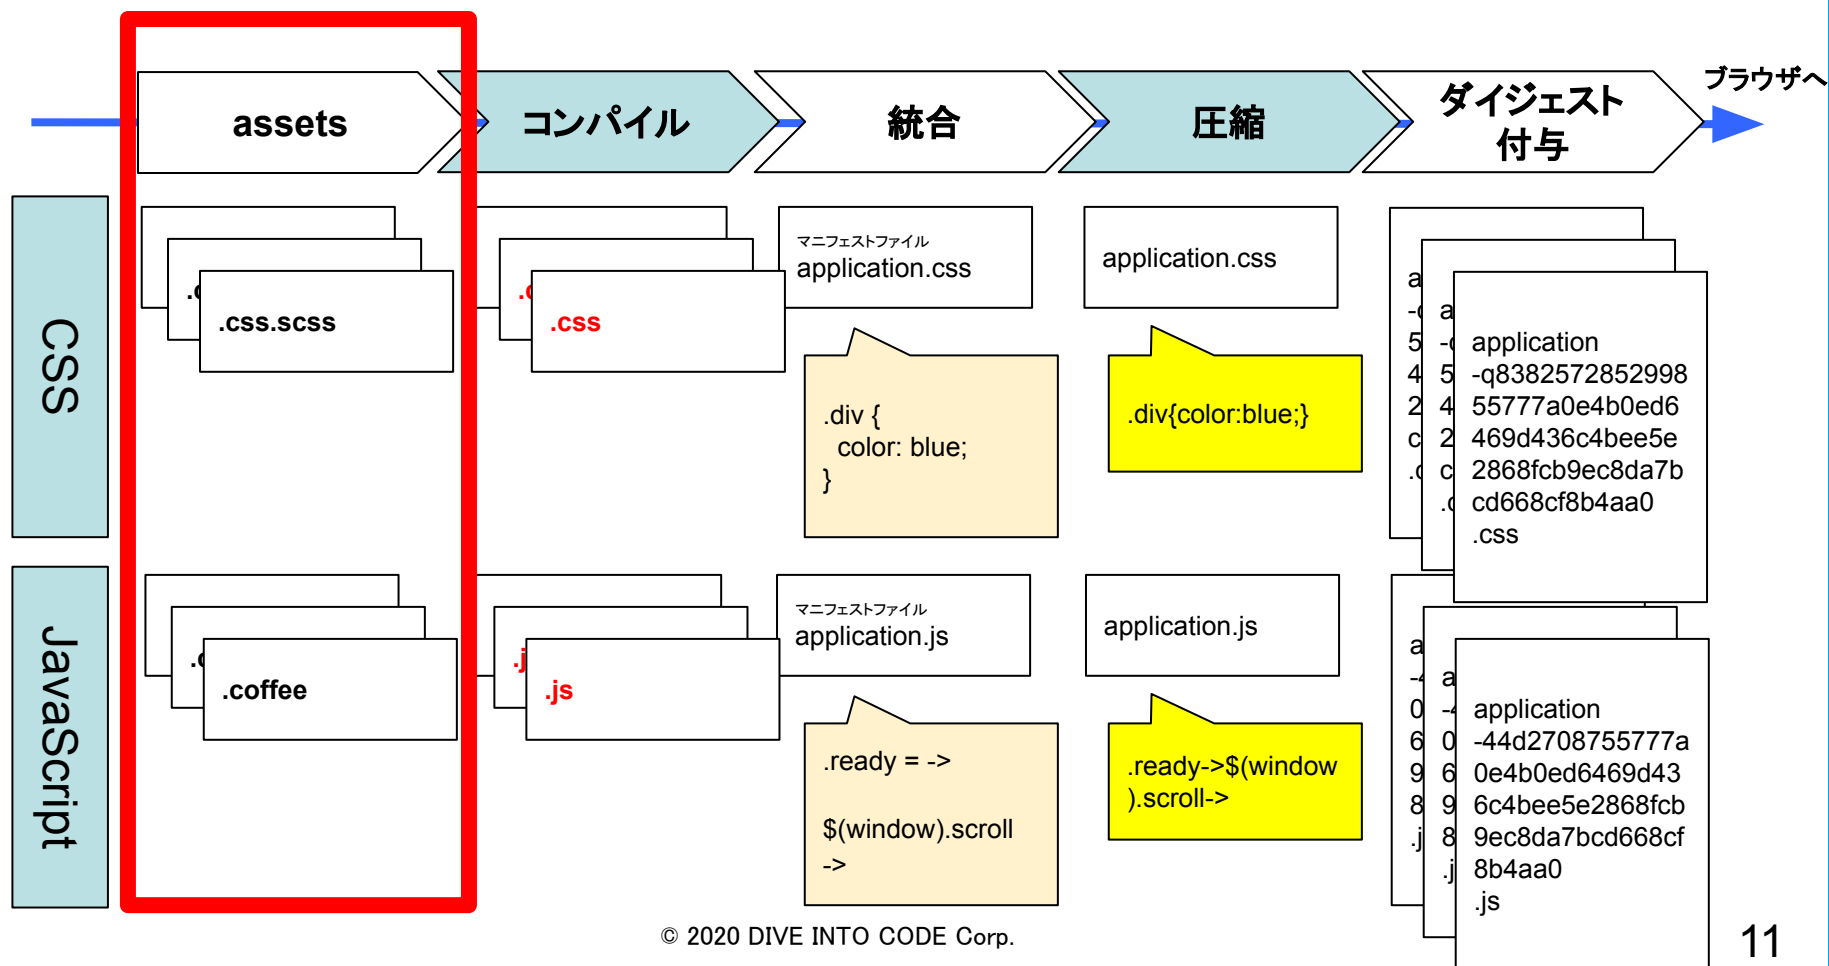 assets
コンパイル
統合
圧縮
ダイジェスト
付与
ブラウザへ
CSS
.css.scss
.css
マニフェストファイル
application.css
.div {
color: blue;
}
application.css
.div{color:blue;}
application
-q8382572852998
55777a0e4b0ed6
469d436c4bee5e
2868fcb9ec8da7b
cd668cf8b4aa0
.css
JavaScript
.coffee
.js
マニフェストファイル
application.js
.ready = ->
$(window).scroll
->
application.js
.ready->$(window
).scroll->
application
-44d2708755777a
0e4b0ed6469d43
6c4bee5e2868fcb
9ec8da7bcd668cf
8b4aa0
.js
© 2020 DIVE INTO CODE Corp.
11